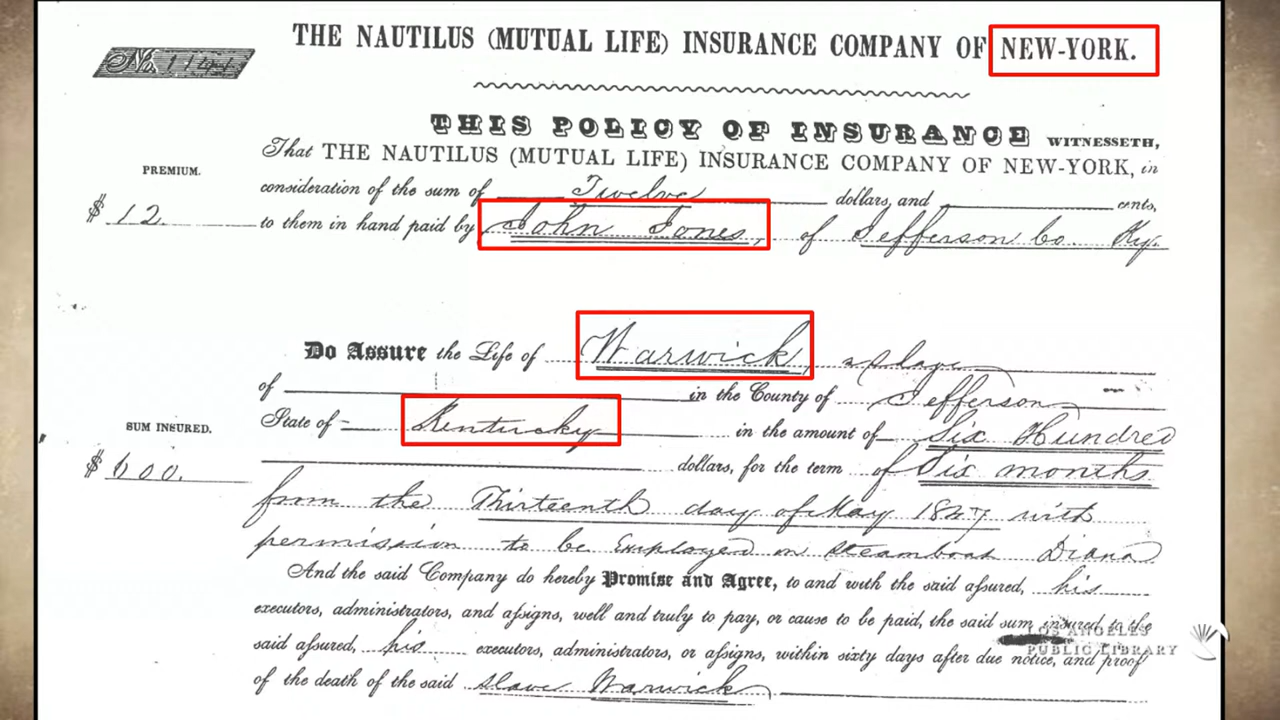 THE NAUTILUS (MUTUAL LIFE) INSURANCE COMPANY OF NEW-YORK.
No.
THIS POLICY OF INSURANCE WITNESSETH,
That THE NAUTILUS (MUTUAL LIFE) INSURANCE COMPANY OF NEW-YORK, in
PREMIUM.
consideration of the sum of Twelve dollars, and cents,
$ 12.
to them in hand paid by John Jones, of Jefferson Co. Ky.
Do Assure the Life of Warwick, a slave
of in the County of Jefferson
State of Kentucky in the amount of Six Hundred
SUM INSURED.
$ 600.
dollars, for the term of Six months
from the Thirteenth day of May 1847 with
permission to be Employed on Steamboat Diana
And the said Company do hereby Promise and Agree, to and with the said aſsured, his
executors, administrators, and aſsigns, well and truly to pay, or cause to be paid, the said sum insured to the
said aſsured, his executors, administrators, or aſsigns, within sixty days after due notice, and proof
of the death of the said slave Warwick
LOS ANGELES
PUBLIC LIBRARY